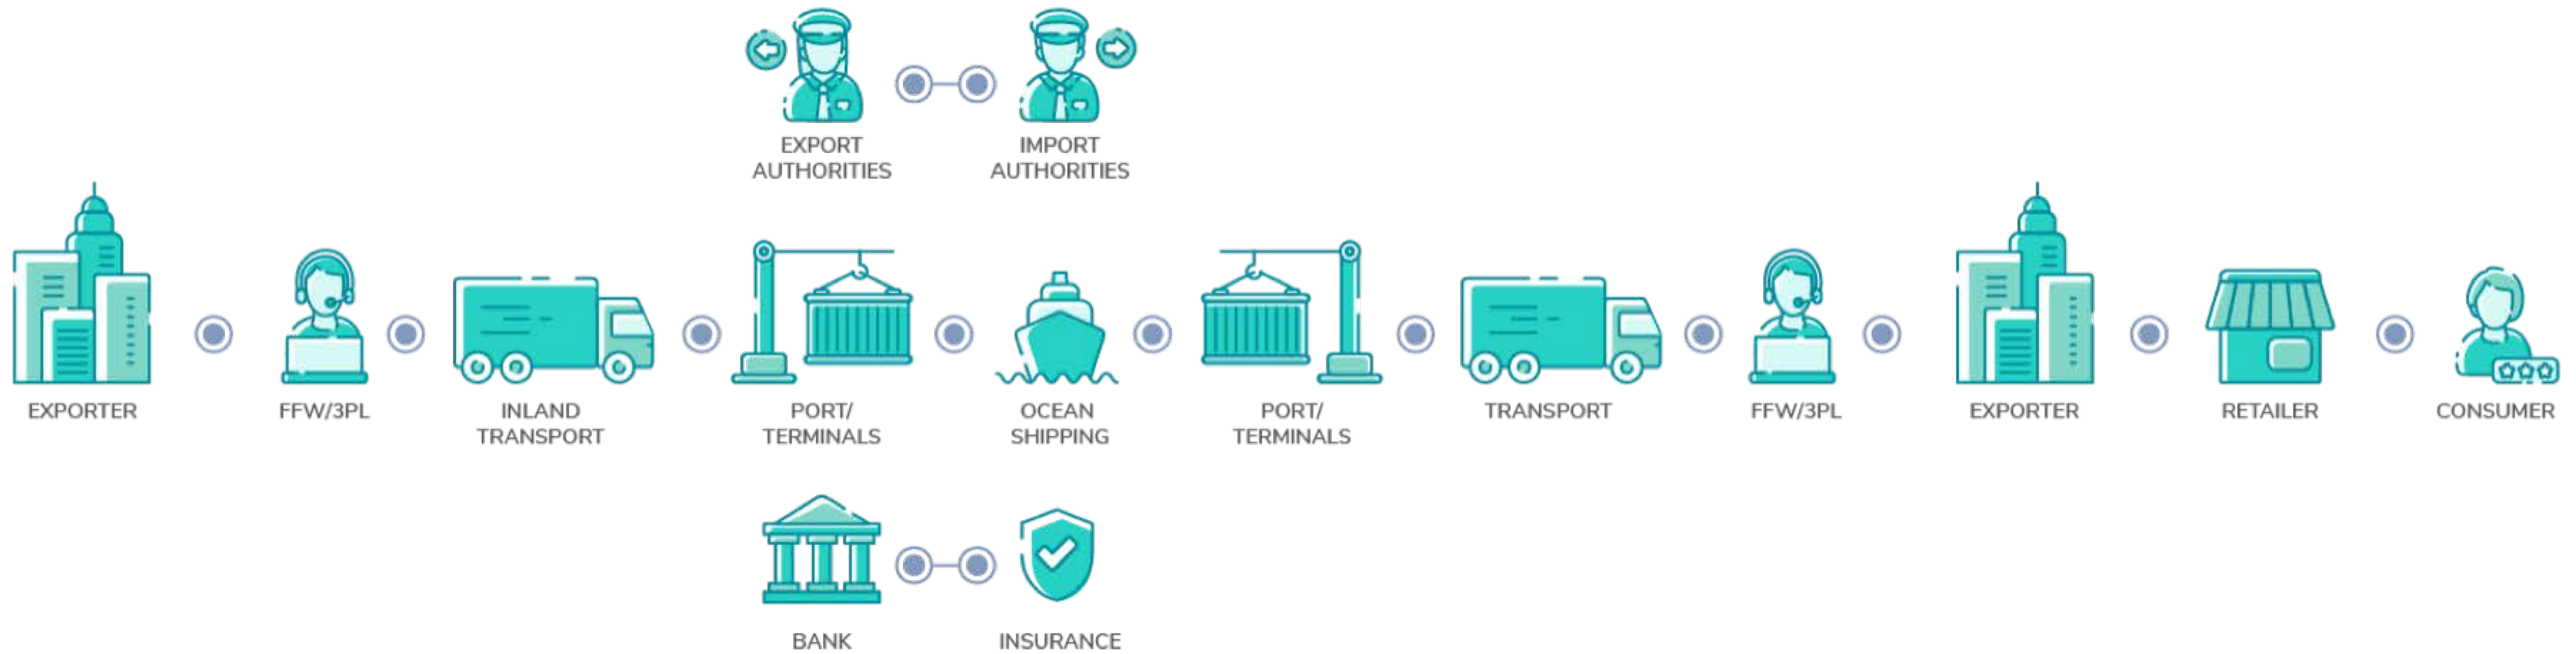 EXPORT
AUTHORITIES
IMPORT
AUTHORITIES
EXPORTER
FFW/3PL
INLAND
TRANSPORT
PORT/
TERMINALS
OCEAN
SHIPPING
PORT/
TERMINALS
TRANSPORT
FFW/3PL
EXPORTER
RETAILER
CONSUMER
BANK
INSURANCE